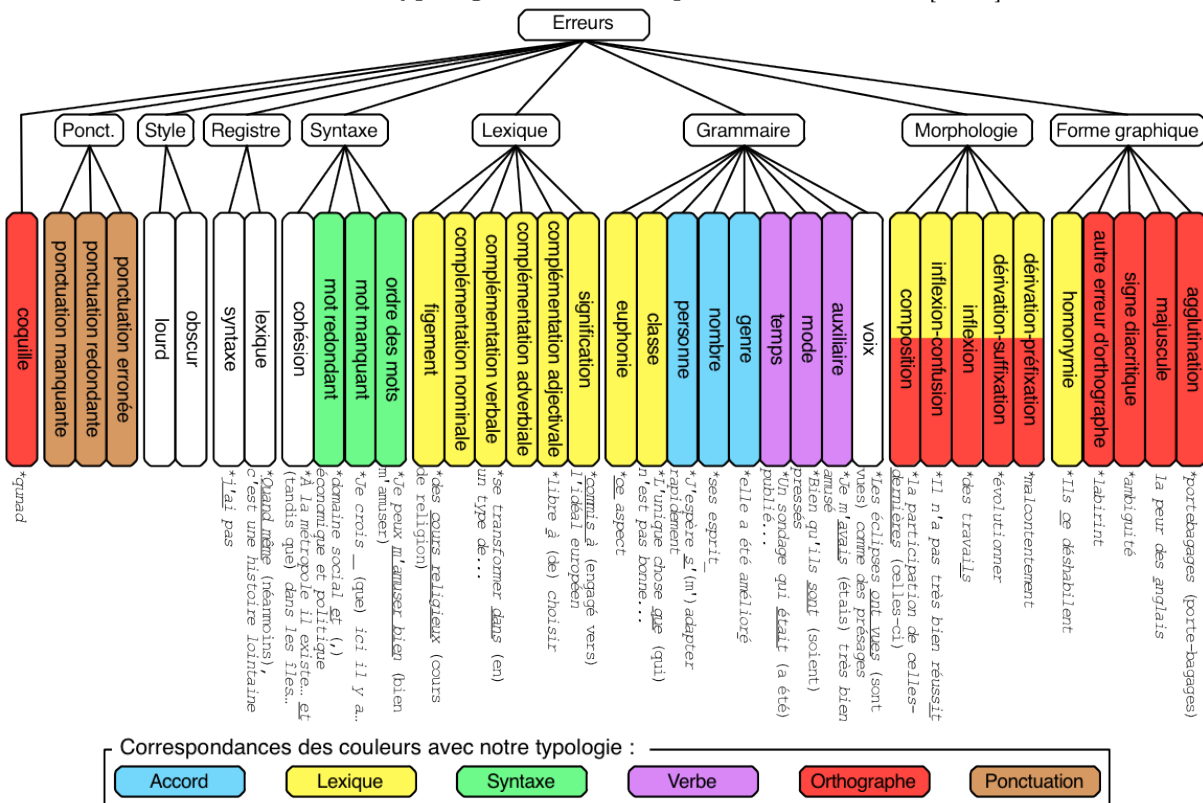 Erreurs
Ponct.
Style
Registre
Syntaxe
Lexique
Grammaire
Morphologie
Forme graphique
coquille
ponctuation manquante
ponctuation redondante
ponctuation erronée
lourd
obscur
syntaxe
lexique
cohésion
mot redondant
mot manquant
ordre des mots
figement
complémentation nominale
complémentation verbale
complémentation adverbiale
complémentation adjectivale
signification
euphonie
classe
personne
nombre
genre
temps
mode
auxiliaire
voix
composition
inflexion-confusion
inflexion
dérivation-suffixation
dérivation-préfixation
homonymie
autre erreur d'orthographe
signe diacritique
majuscule
agglutination
*qunad
*j'ai pas
*Quand même (néanmoins),
c'est une histoire lointaine
*À la métropole il existe… et
(tandis que) dans les îles…
*domaine social et (,)
économique et politique
*Je crois _ (que) ici il y a…
*Je peux m'amuser bien (bien
m'amuser)
*des cours religieux (cours
de religion)
*se transformer dans (en)
un type de...
*libre à (de) choisir
*commis à (engagé vers)
l'idéal européen
*ce aspect
*L'unique chose que (qui)
n'est pas bonne...
*J'espère s'(m')adapter
rapidement
*ses esprit_
*elle a été amélioré
*Un sondage qui était (a été)
publié...
*Bien qu'ils sont (soient)
pressés
*Je m'avais (étais) très bien
amusé
*Les éclipses ont vues (sont
vues) comme des présages
*la participation de celles-
dernières (celles-ci)
*Il n'a pas très bien réussit
*des travails
*évolutionner
*malcontentement
*Ils ce déshabilent
*labirint
*ambiguité
la peur des anglais
*portebagages (porte-bagages)
Correspondances des couleurs avec notre typologie :
Accord
Lexique
Syntaxe
Verbe
Orthographe
Ponctuation